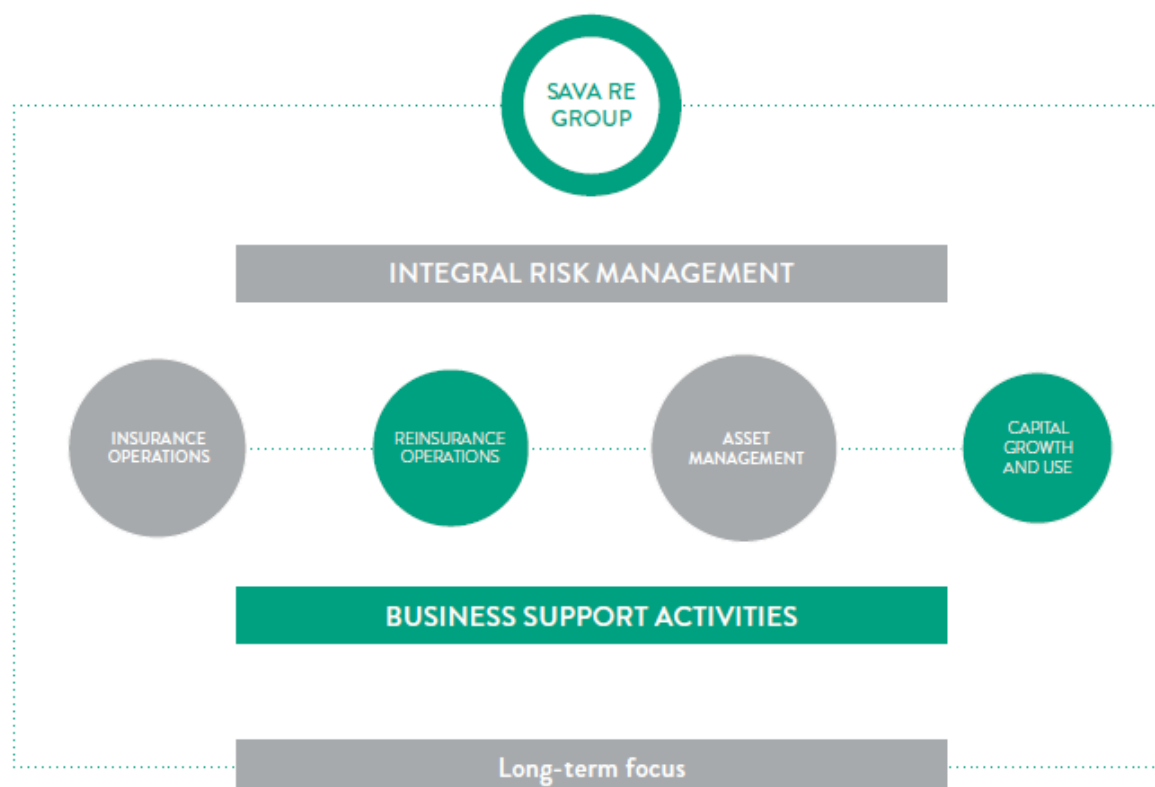 SAVA RE
GROUP
INTEGRAL RISK MANAGEMENT
INSURANCE
OPERATIONS
REINSURANCE
OPERATIONS
ASSET
MANAGEMENT
CAPITAL
GROWTH
AND USE
BUSINESS SUPPORT ACTIVITIES
Long-term focus